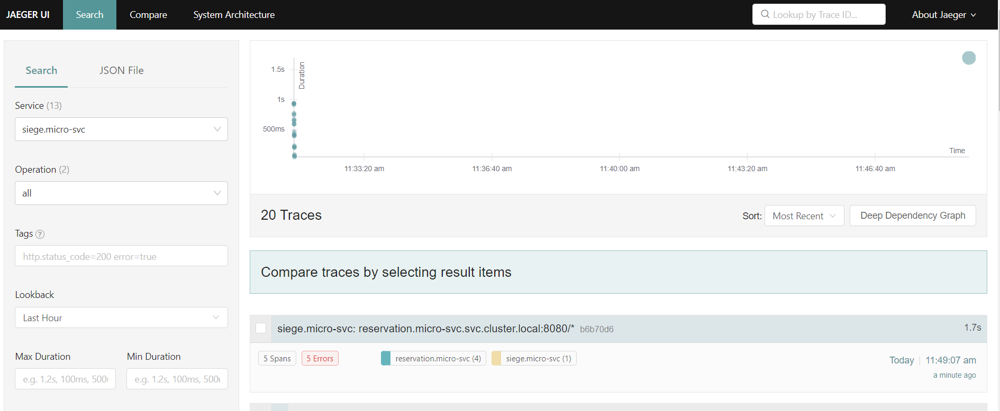 JAEGER UI Search Compare System Architecture Lookup by Trace ID... About Jaeger
Search JSON File
Service (13)
siege.micro-svc
Operation (2)
all
Tags ?
http.status_code=200 error=true
Lookback
Last Hour
Max Duration Min Duration
e.g. 1.2s, 100ms, 500u e.g. 1.2s, 100ms, 500u
Duration
1.5s
1s
500ms
Time
11:33:20 am 11:36:40 am 11:40:00 am 11:43:20 am 11:46:40 am
20 Traces Sort: Most Recent Deep Dependency Graph
Compare traces by selecting result items
siege.micro-svc: reservation.micro-svc.svc.cluster.local:8080/* b6b70d6 1.7s
5 Spans 5 Errors reservation.micro-svc (4) siege.micro-svc (1) Today 11:49:07 am
a minute ago